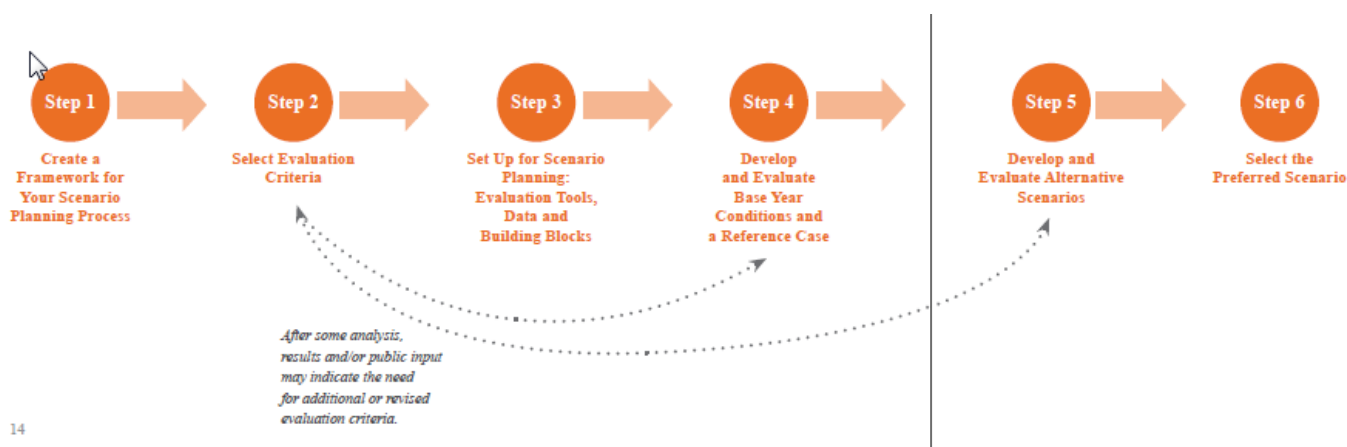 Step 1
Create a
Framework for
Your Scenario
Planning Process
Step 2
Select Evaluation
Criteria
Step 3
Set Up for Scenario
Planning:
Evaluation Tools,
Data and
Building Blocks
Step 4
Develop
and Evaluate
Base Year
Conditions and
a Reference Case
Step 5
Develop and
Evaluate Alternative
Scenarios
Step 6
Select the
Preferred Scenario
After some analysis,
results and/or public input
may indicate the need
for additional or revised
evaluation criteria.
14